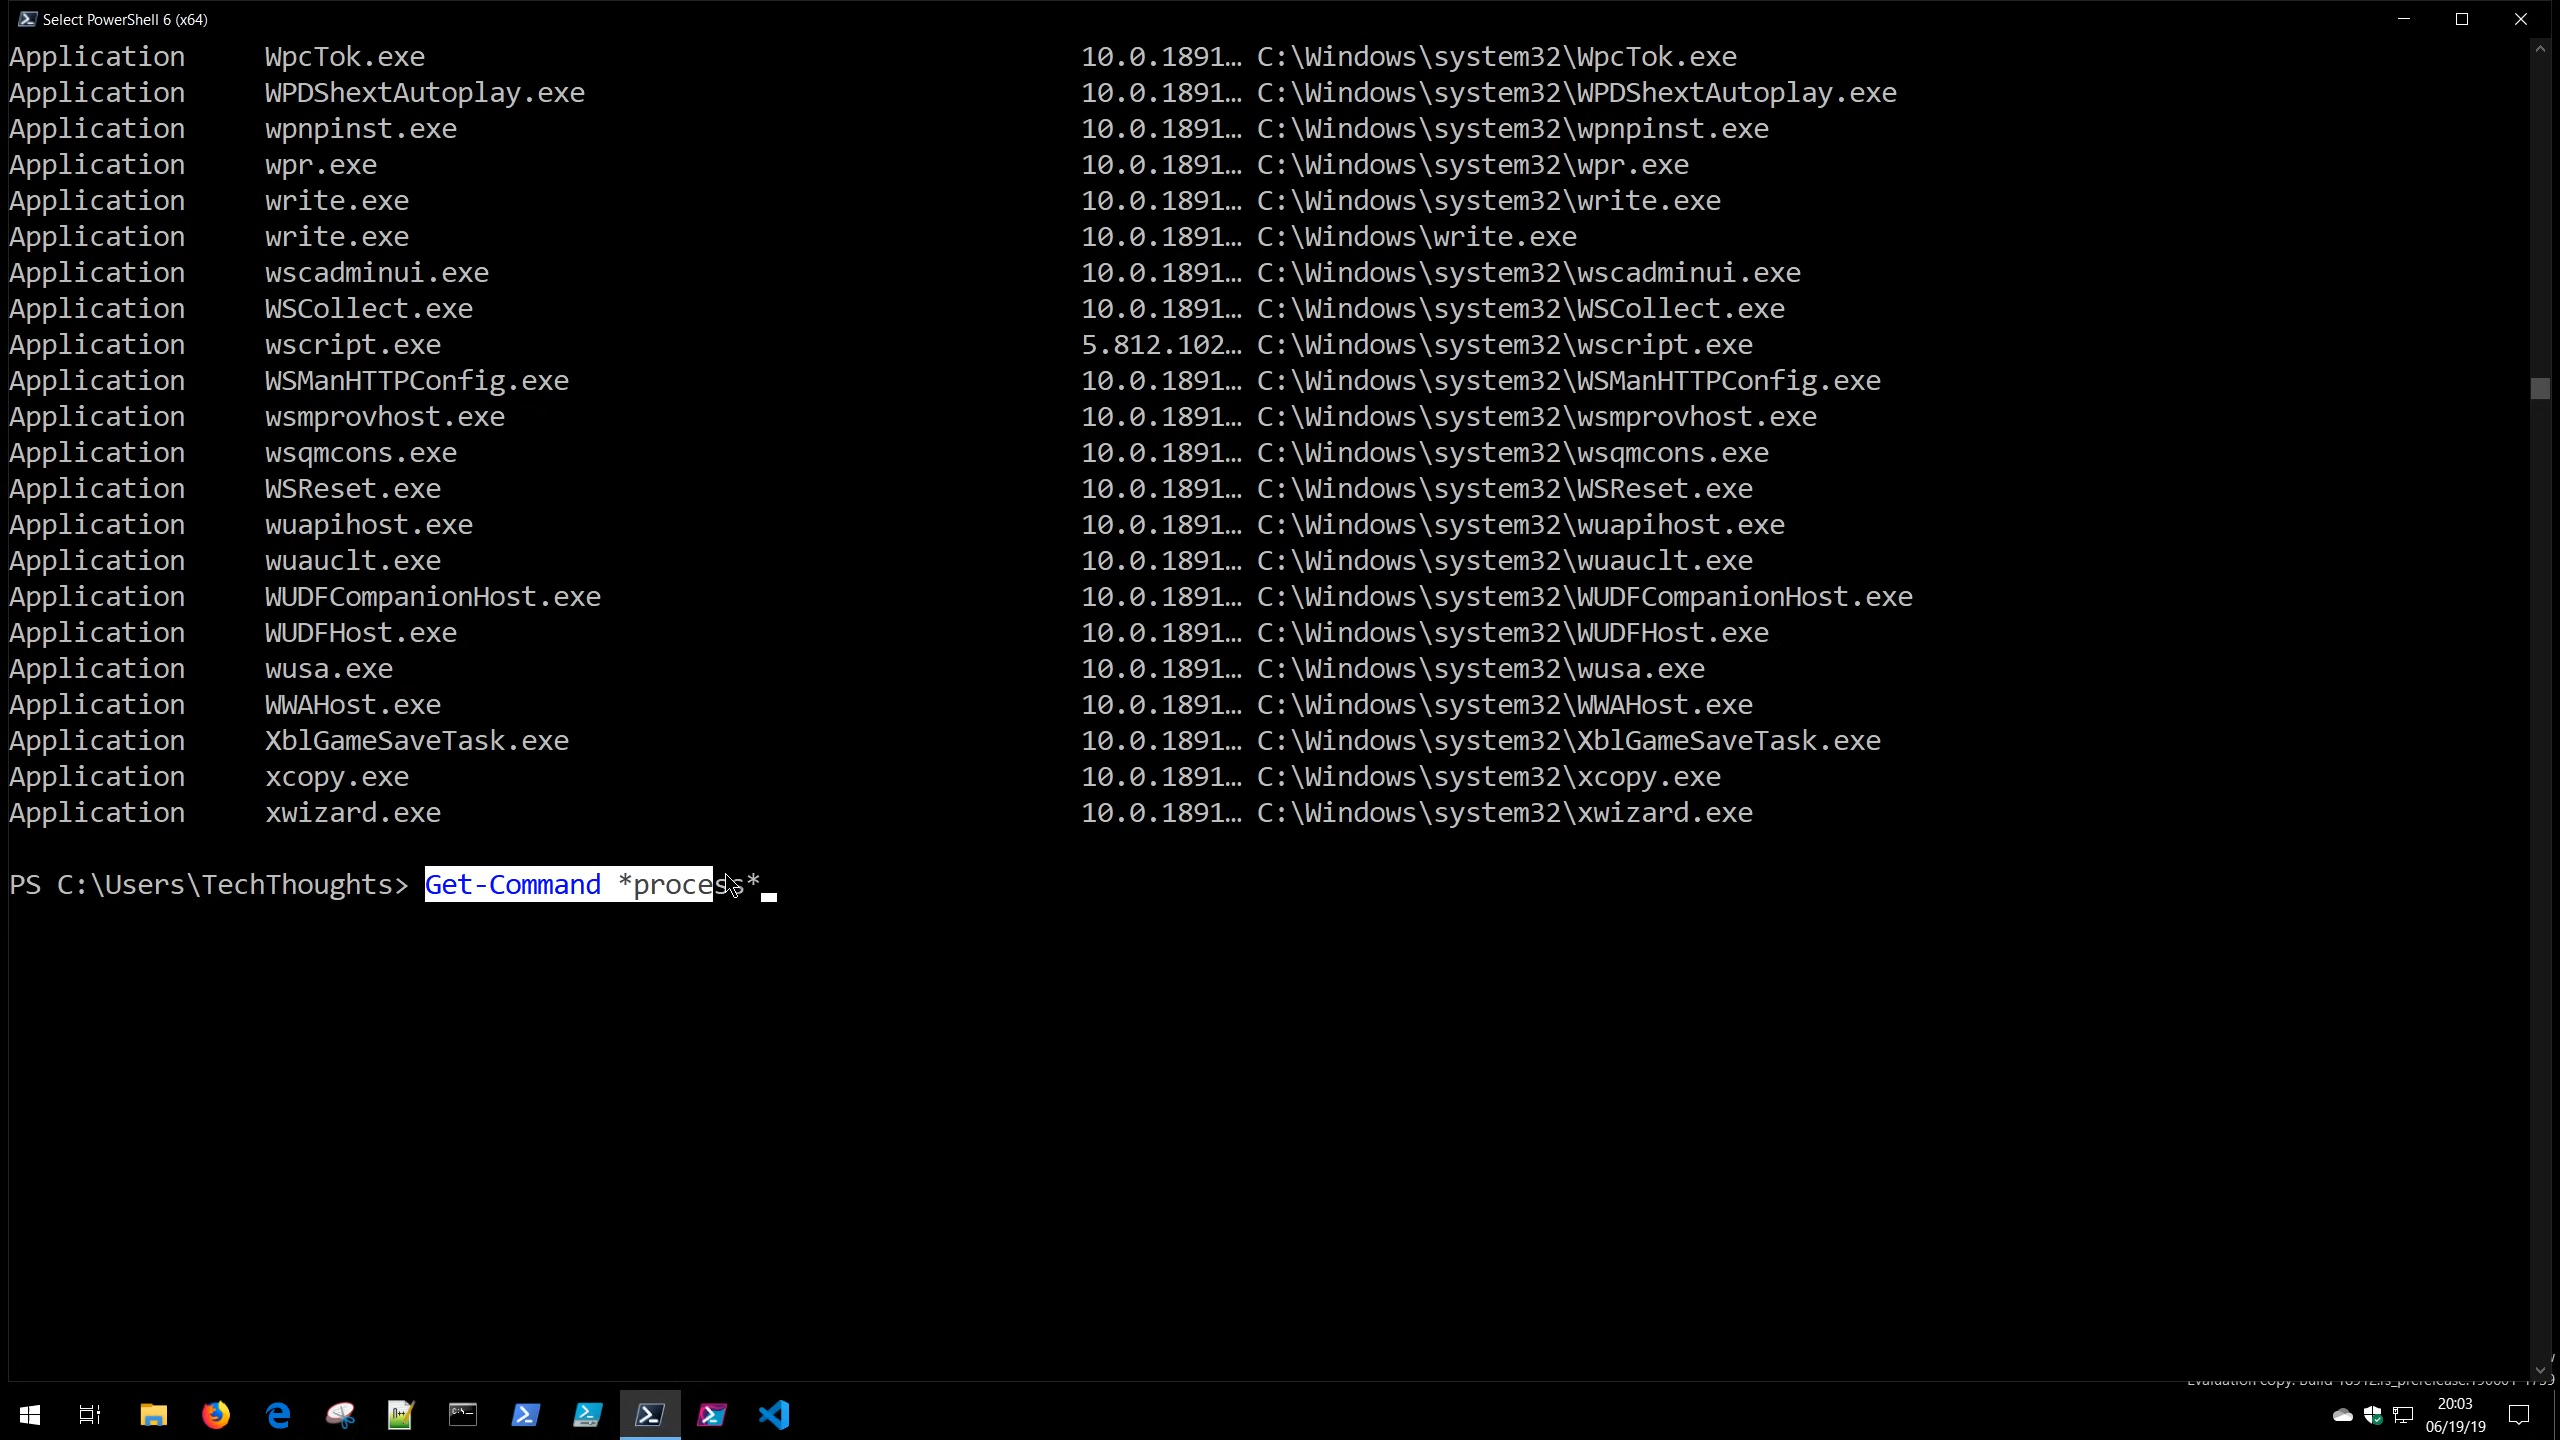 Select PowerShell 6 (x64)
Application WpcTok.exe 10.0.1891… C:\Windows\system32\WpcTok.exe
Application WPDShextAutoplay.exe 10.0.1891… C:\Windows\system32\WPDShextAutoplay.exe
Application wpnpinst.exe 10.0.1891… C:\Windows\system32\wpnpinst.exe
Application wpr.exe 10.0.1891… C:\Windows\system32\wpr.exe
Application write.exe 10.0.1891… C:\Windows\system32\write.exe
Application write.exe 10.0.1891… C:\Windows\write.exe
Application wscadminui.exe 10.0.1891… C:\Windows\system32\wscadminui.exe
Application WSCollect.exe 10.0.1891… C:\Windows\system32\WSCollect.exe
Application wscript.exe 5.812.102… C:\Windows\system32\wscript.exe
Application WSManHTTPConfig.exe 10.0.1891… C:\Windows\system32\WSManHTTPConfig.exe
Application wsmprovhost.exe 10.0.1891… C:\Windows\system32\wsmprovhost.exe
Application wsqmcons.exe 10.0.1891… C:\Windows\system32\wsqmcons.exe
Application WSReset.exe 10.0.1891… C:\Windows\system32\WSReset.exe
Application wuapihost.exe 10.0.1891… C:\Windows\system32\wuapihost.exe
Application wuauclt.exe 10.0.1891… C:\Windows\system32\wuauclt.exe
Application WUDFCompanionHost.exe 10.0.1891… C:\Windows\system32\WUDFCompanionHost.exe
Application WUDFHost.exe 10.0.1891… C:\Windows\system32\WUDFHost.exe
Application wusa.exe 10.0.1891… C:\Windows\system32\wusa.exe
Application WWAHost.exe 10.0.1891… C:\Windows\system32\WWAHost.exe
Application XblGameSaveTask.exe 10.0.1891… C:\Windows\system32\XblGameSaveTask.exe
Application xcopy.exe 10.0.1891… C:\Windows\system32\xcopy.exe
Application xwizard.exe 10.0.1891… C:\Windows\system32\xwizard.exe
PS C:\Users\TechThoughts> Get-Command *process*
20:03
06/19/19